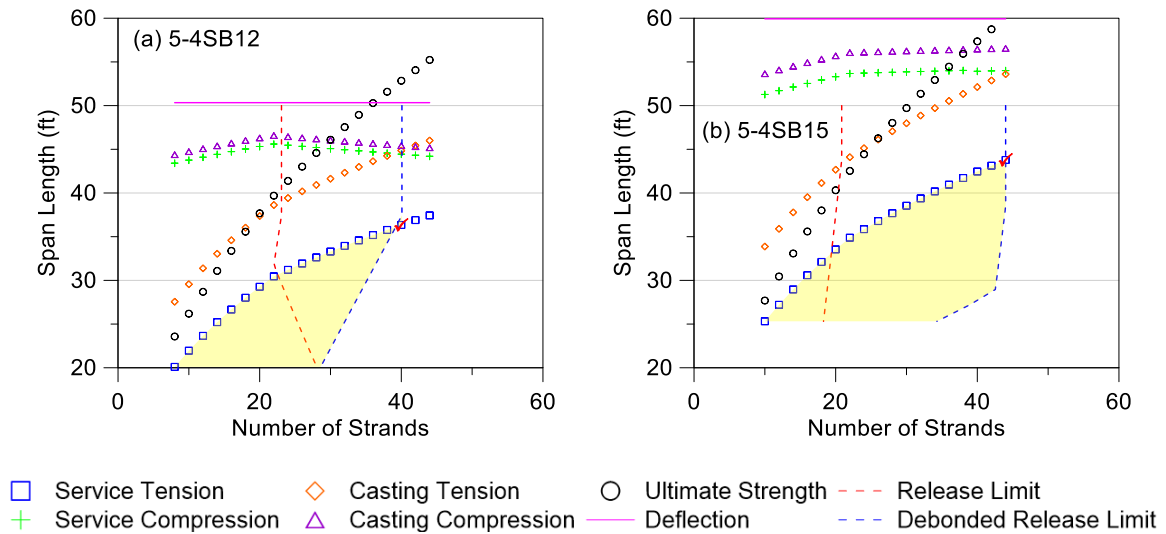 (a) 5-4SB12
60
50
40
30
20
0
20
40
60
Span Length (ft)
Number of Strands
(b) 5-4SB15
60
50
40
30
20
0
20
40
60
Span Length (ft)
Number of Strands
Service Tension
Casting Tension
Ultimate Strength
Release Limit
Service Compression
Casting Compression
Deflection
Debonded Release Limit